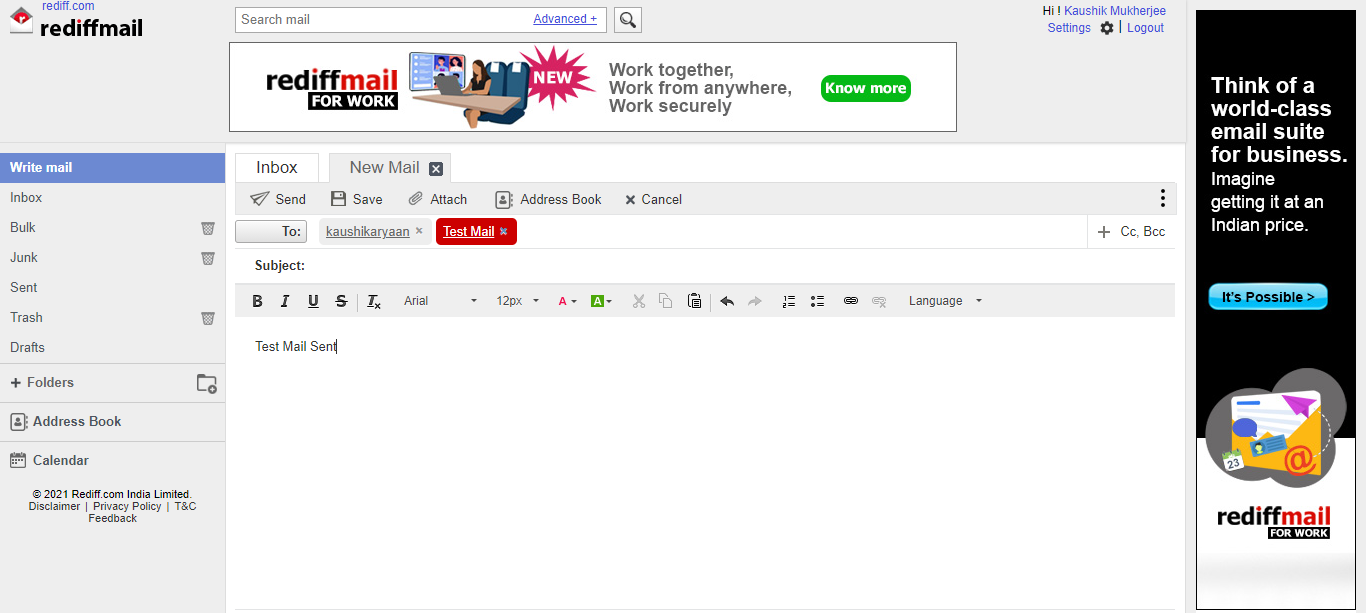 rediff.com
rediffmail
Search mail
Advanced +
Hi ! Kaushik Mukherjee
Settings | Logout
rediffmail
FOR WORK
NEW
Work together,
Work from anywhere,
Work securely
Know more
Think of a
world-class
email suite
for business.
Imagine
getting it at an
Indian price.
It's Possible >
23
@
rediffmail
FOR WORK
Write mail
Inbox
Bulk
Junk
Sent
Trash
Drafts
+ Folders
Address Book
Calendar
© 2021 Rediff.com India Limited.
Disclaimer | Privacy Policy | T&C
Feedback
Inbox
New Mail x
Send
Save
Attach
Address Book
x Cancel
To:
kaushikaryaan ×
Test Mail ×
+ Cc, Bcc
Subject:
B I U S Tx Arial 12px A A Language
Test Mail Sent